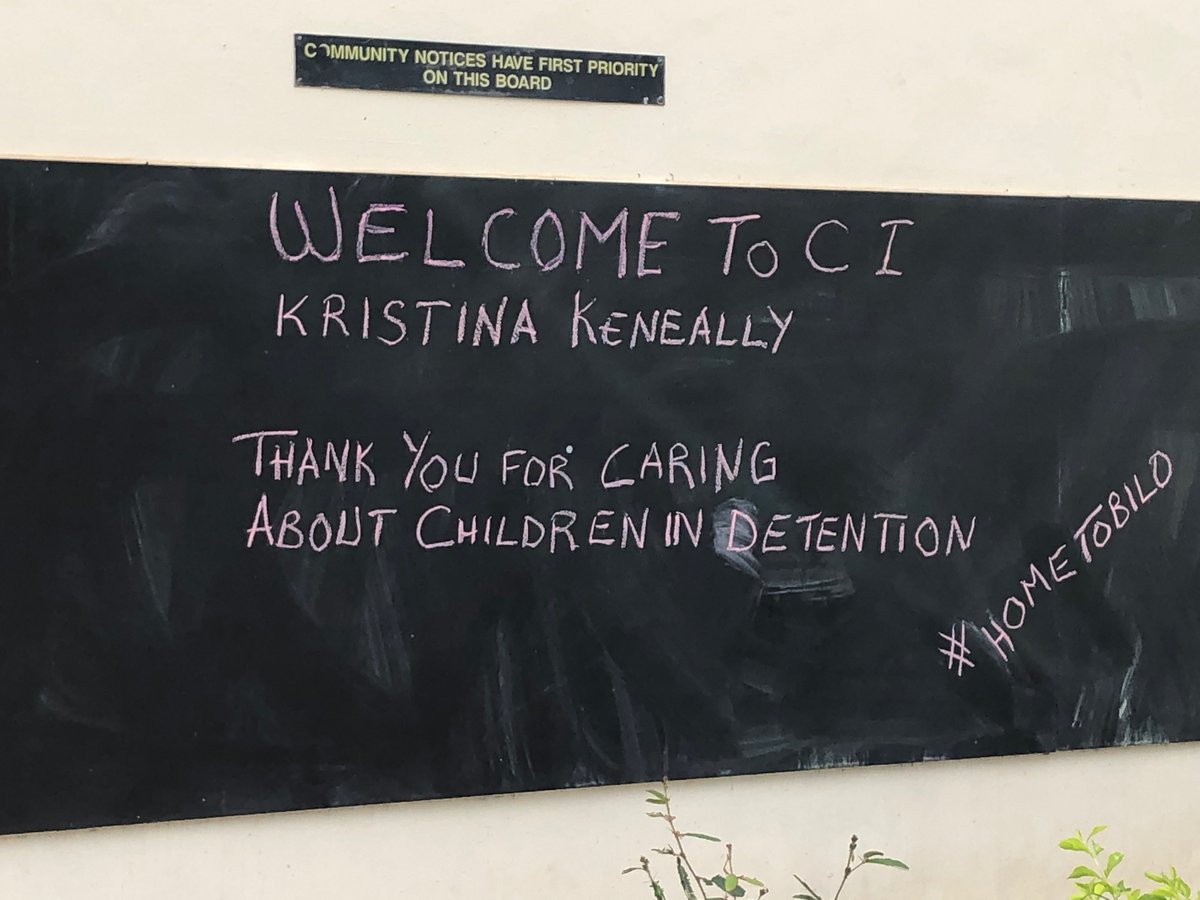 COMMUNITY NOTICES HAVE FIRST PRIORITY
ON THIS BOARD
WELCOME TO CI
KRISTINA KENEALLY
THANK YOU FOR CARING
ABOUT CHILDREN IN DETENTION
#HOMETOBILO